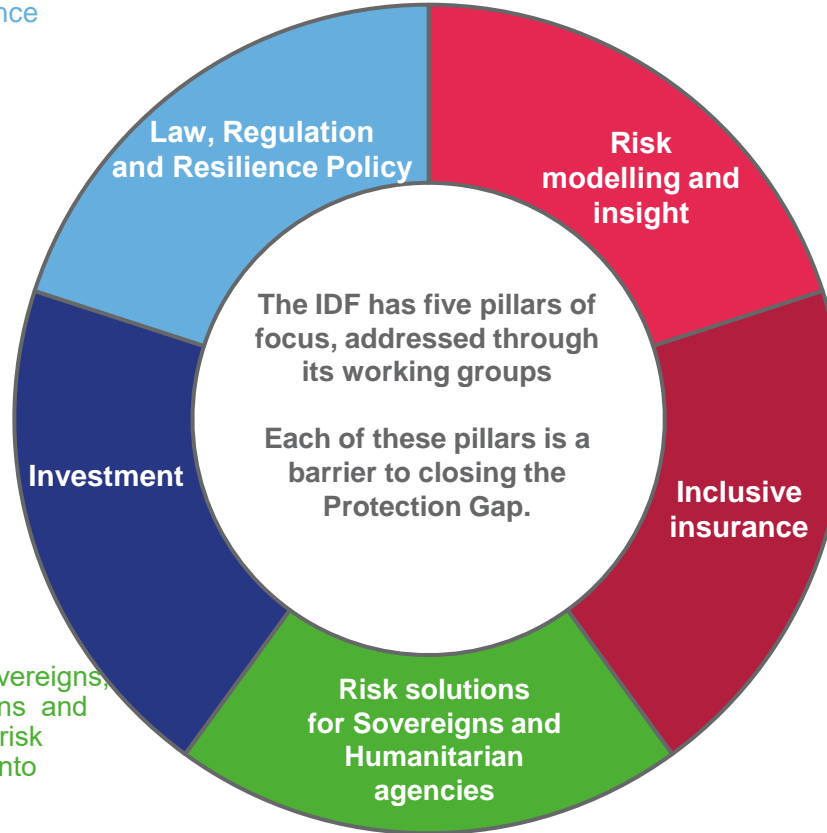 nce
Law, Regulation
and Resilience Policy
Risk
modelling and
insight
The IDF has five pillars of
focus, addressed through
its working groups
Each of these pillars is a
barrier to closing the
Protection Gap.
Investment
Inclusive
insurance
vereigns,
ns and
risk
nto
Risk solutions
for Sovereigns and
Humanitarian
agencies